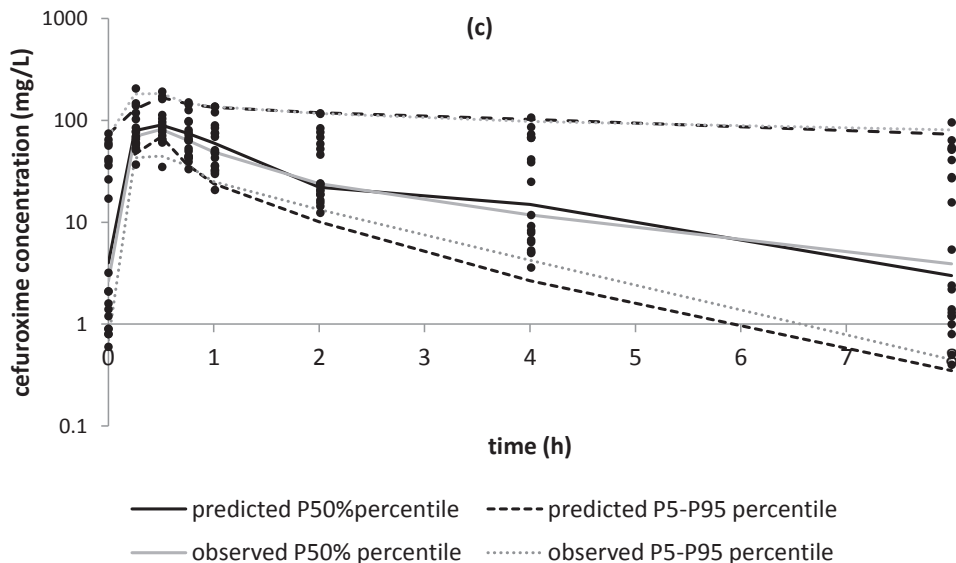 (c)
cefuroxime concentration (mg/L)
1000
100
10
1
0.1
0 1 2 3 4 5 6 7
time (h)
predicted P50%percentile predicted P5-P95 percentile
observed P50% percentile observed P5-P95 percentile